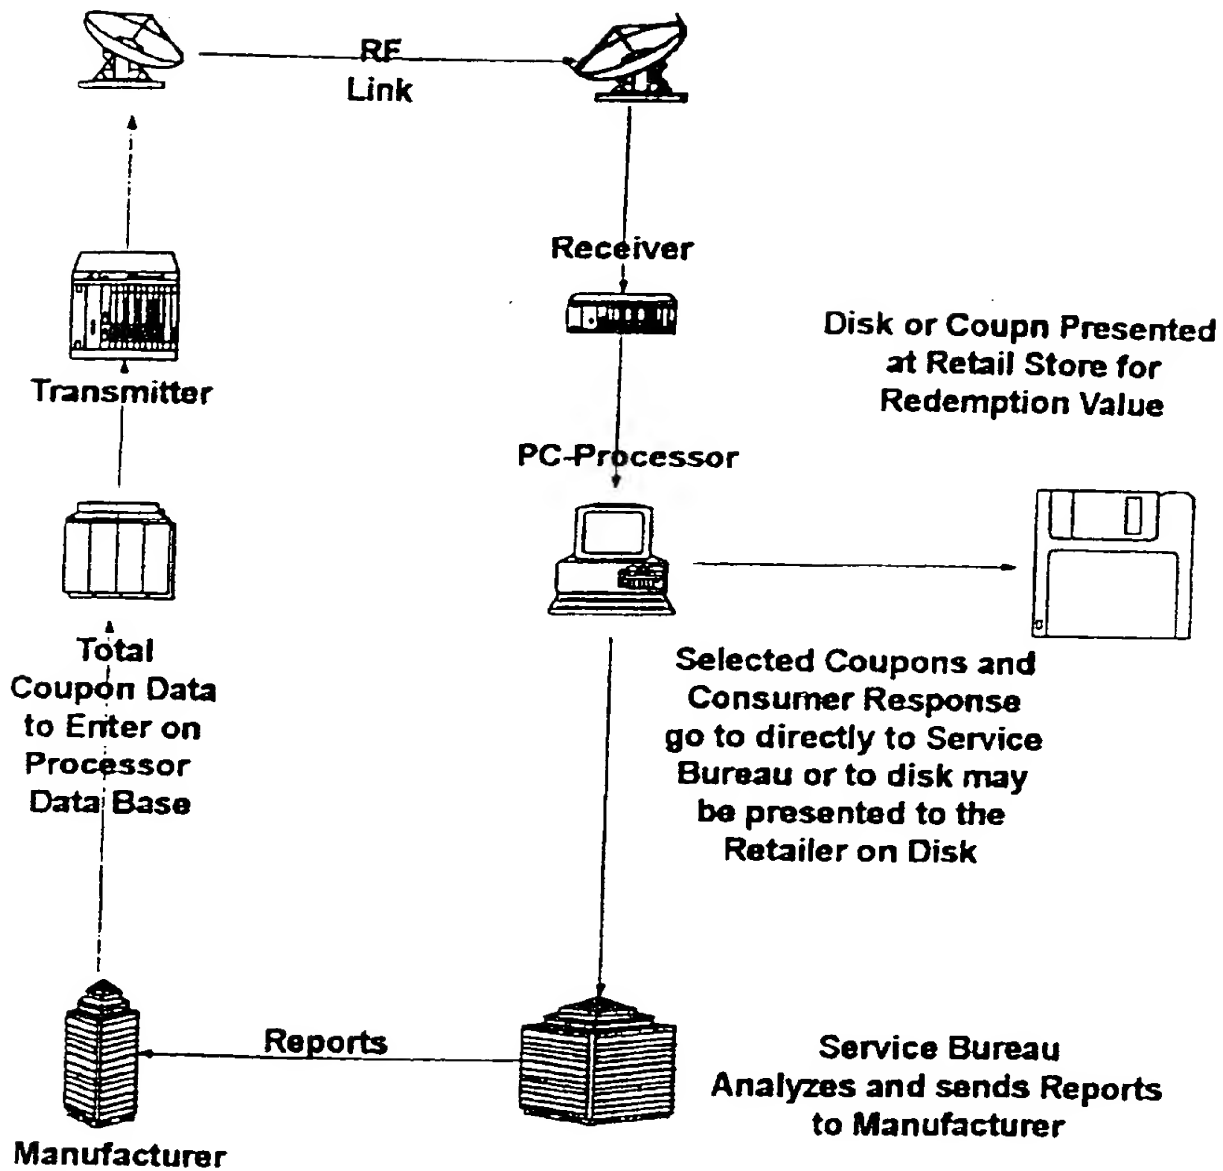 RF
Link
Receiver
Disk or Coupn Presented
at Retail Store for
Redemption Value
Transmitter
PC-Processor
Total
Coupon Data
to Enter on
Processor
Data Base
Selected Coupons and
Consumer Response
go to directly to Service
Bureau or to disk may
be presented to the
Retailer on Disk
Reports
Service Bureau
Analyzes and sends Reports
to Manufacturer
Manufacturer